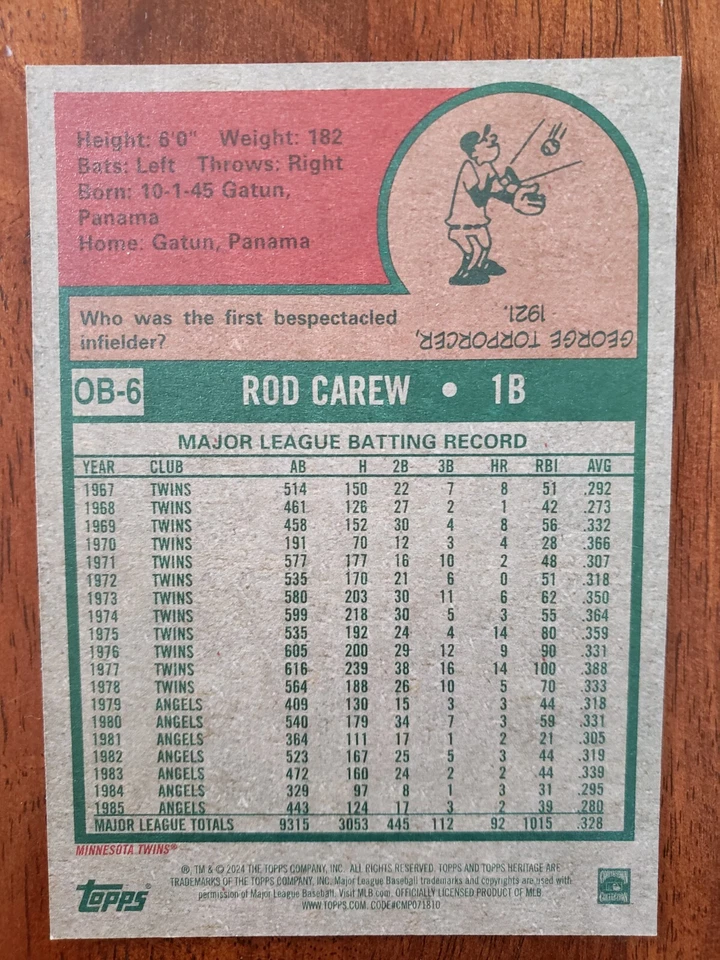 Height: 6'0" Weight: 182
Bats: Left Throws: Right
Born: 10-1-45 Gatun,
Panama
Home: Gatun, Panama
Who was the first bespectacled
infielder?
GEORGE TORPORCER,
1921.
OB-6 ROD CAREW • 1B
MAJOR LEAGUE BATTING RECORD
YEAR CLUB AB H 2B 3B HR RBI AVG
1967 TWINS 514 150 22 7 8 51 .292
1968 TWINS 461 126 27 2 1 42 .273
1969 TWINS 458 152 30 4 8 56 .332
1970 TWINS 191 70 12 3 4 28 .366
1971 TWINS 577 177 16 10 2 48 .307
1972 TWINS 535 170 21 6 0 51 .318
1973 TWINS 580 203 30 11 6 62 .350
1974 TWINS 599 218 30 5 3 55 .364
1975 TWINS 535 192 24 4 14 80 .359
1976 TWINS 605 200 29 12 9 90 .331
1977 TWINS 616 239 38 16 14 100 .388
1978 TWINS 564 188 26 10 5 70 .333
1979 ANGELS 409 130 15 3 3 44 .318
1980 ANGELS 540 179 34 7 3 59 .331
1981 ANGELS 364 111 17 1 2 21 .305
1982 ANGELS 523 167 25 5 3 44 .319
1983 ANGELS 472 160 24 2 2 44 .339
1984 ANGELS 329 97 8 1 3 31 .295
1985 ANGELS 443 124 17 3 2 39 .280
MAJOR LEAGUE TOTALS 9315 3053 445 112 92 1015 .328
MINNESOTA TWINS®
®, TM & © 2024 THE TOPPS COMPANY, INC. ALL RIGHTS RESERVED. TOPPS AND TOPPS HERITAGE ARE
TRADEMARKS OF THE TOPPS COMPANY, INC. Major League Baseball trademarks and copyrights are used with
permission of Major League Baseball. Visit MLB.com. OFFICIALLY LICENSED PRODUCT OF MLB.
WWW.TOPPS.COM. CODE#CMP071810
Topps®
COOPERSTOWN
COLLECTION